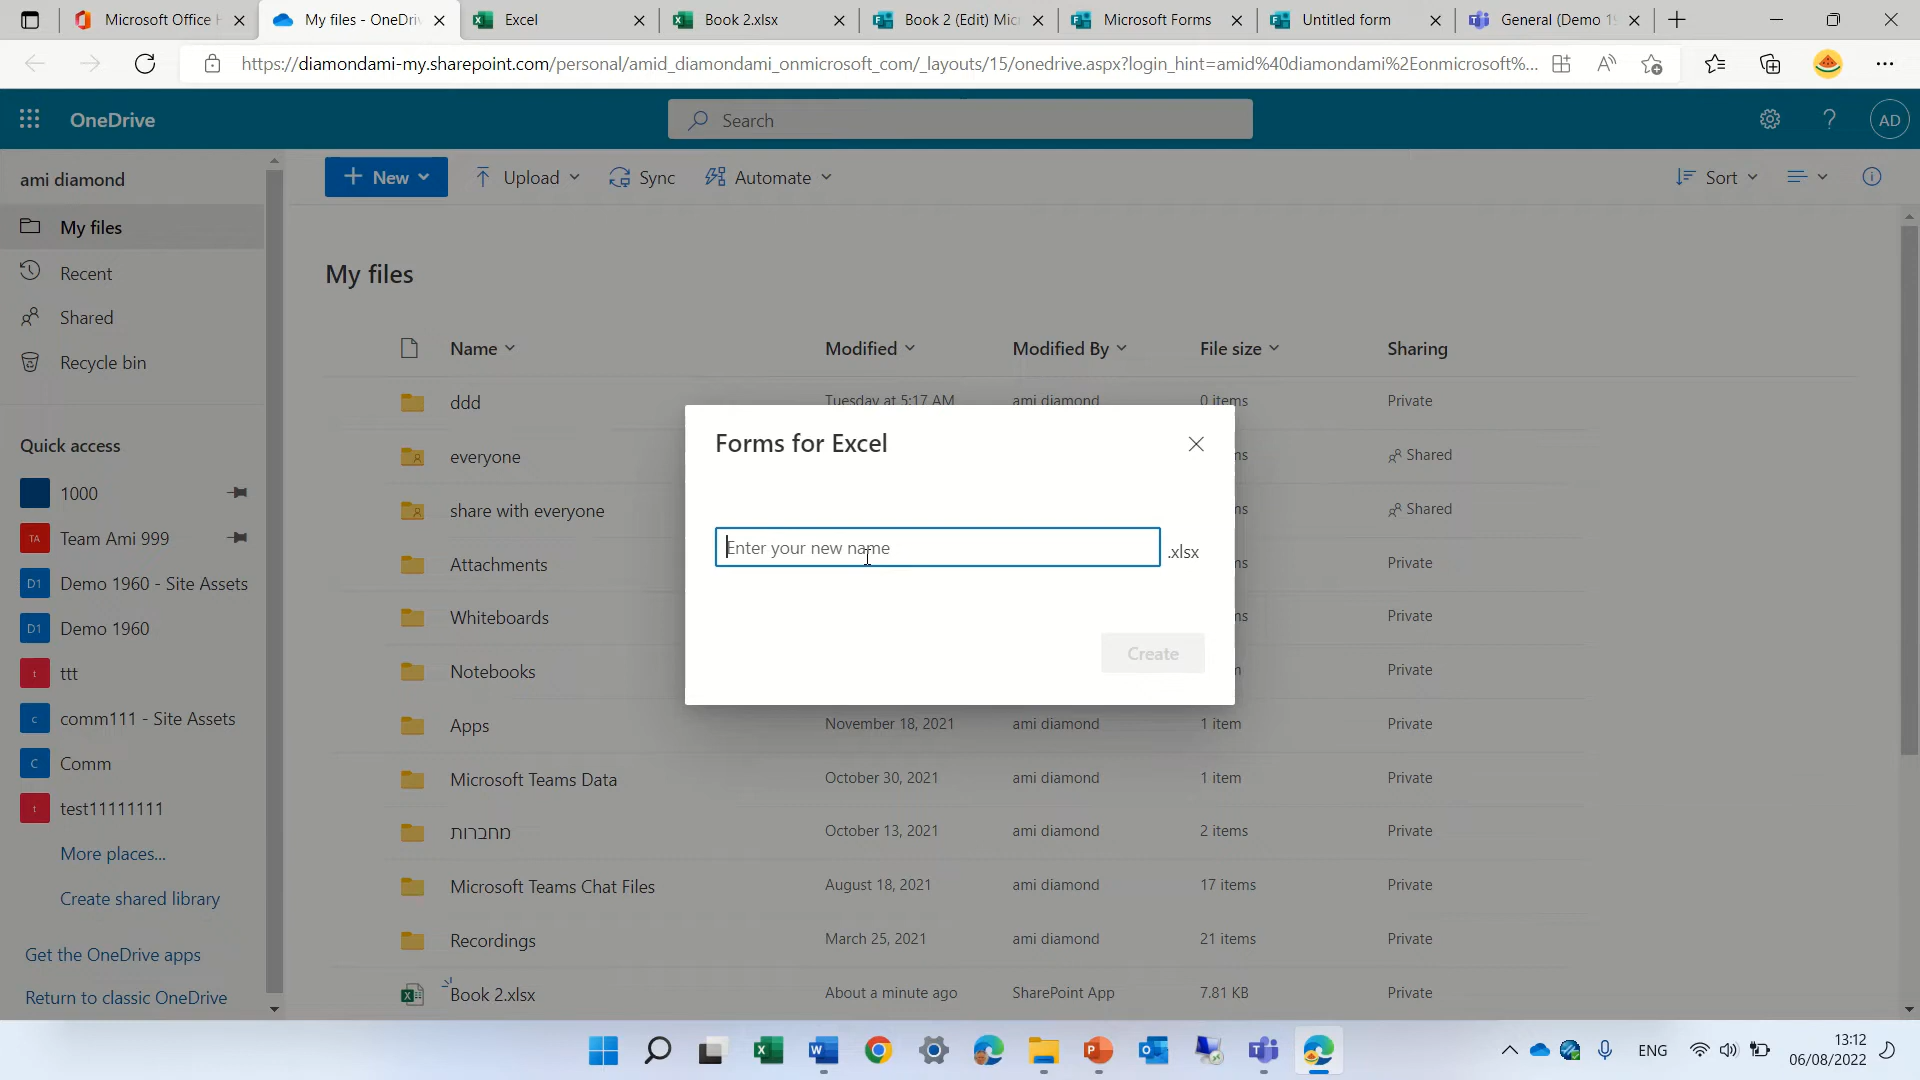 Microsoft Office H
My files - OneDriv
Excel
Book 2.xlsx
Book 2 (Edit) Mic
Microsoft Forms
Untitled form
General (Demo 19
https://diamondami-my.sharepoint.com/personal/amid_diamondami_onmicrosoft_com/_layouts/15/onedrive.aspx?login_hint=amid%40diamondami%2Eonmicrosoft%...
OneDrive
Search
AD
ami diamond
New
Upload
Sync
Automate
Sort
My files
Recent
Shared
Recycle bin
Quick access
1000
TA Team Ami 999
D1 Demo 1960 - Site Assets
D1 Demo 1960
t ttt
c comm111 - Site Assets
C Comm
t test11111111
More places...
Create shared library
Get the OneDrive apps
Return to classic OneDrive
My files
Name Modified Modified By File size Sharing
ddd Tuesday at 5:17 AM ami diamond 0 items Private
everyone Shared
share with everyone Shared
Attachments Private
Whiteboards Private
Notebooks Private
Apps November 18, 2021 ami diamond 1 item Private
Microsoft Teams Data October 30, 2021 ami diamond 1 item Private
מחברות October 13, 2021 ami diamond 2 items Private
Microsoft Teams Chat Files August 18, 2021 ami diamond 17 items Private
Recordings March 25, 2021 ami diamond 21 items Private
Book 2.xlsx About a minute ago SharePoint App 7.81 KB Private
Forms for Excel
Enter your new name .xlsx
Create
ENG
13:12
06/08/2022